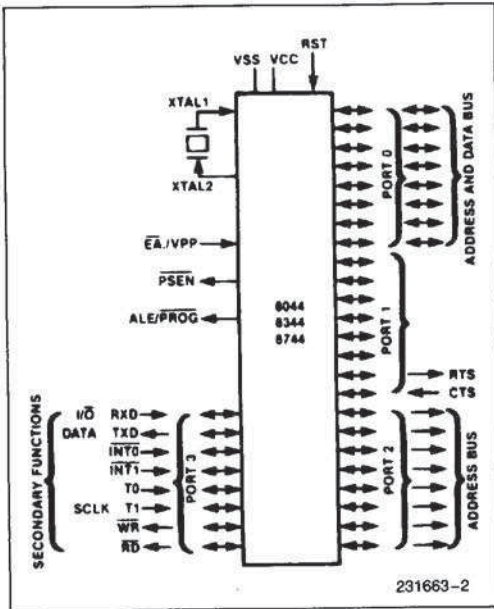 RST
VSS VCC
XTAL1
XTAL2
EA./VPP
PSEN
ALE/PROG
8044
8344
8744
PORT 0
ADDRESS AND DATA BUS
PORT 1
RTS
CTS
PORT 2
ADDRESS BUS
SECONDARY FUNCTIONS
I/O RXD
DATA TXD
INT0
INT1
T0
SCLK T1
WR
RD
PORT 3
231663-2